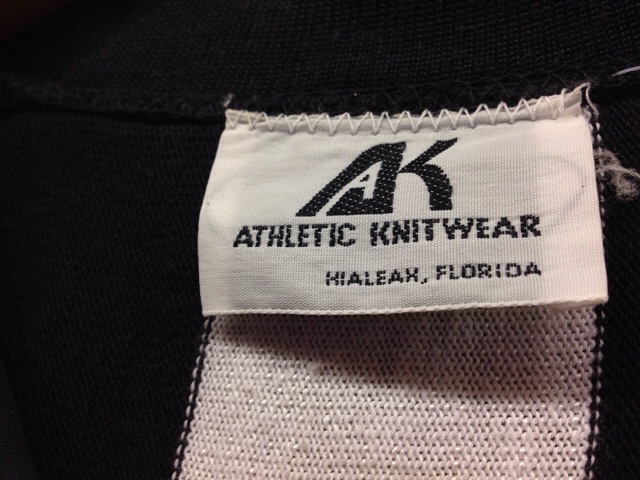 AK
ATHLETIC KNITWEAR
HIALEAH, FLORIDA